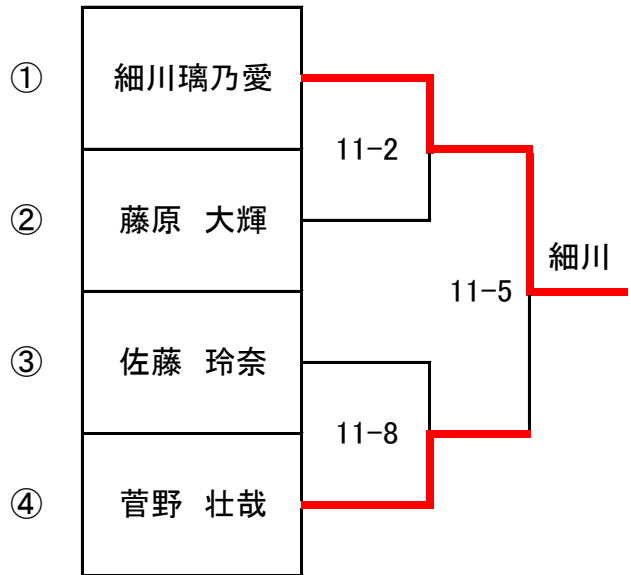 ① 細川璃乃愛
11-2
② 藤原 大輝
細川
11-5
③ 佐藤 玲奈
11-8
④ 菅野 壮哉